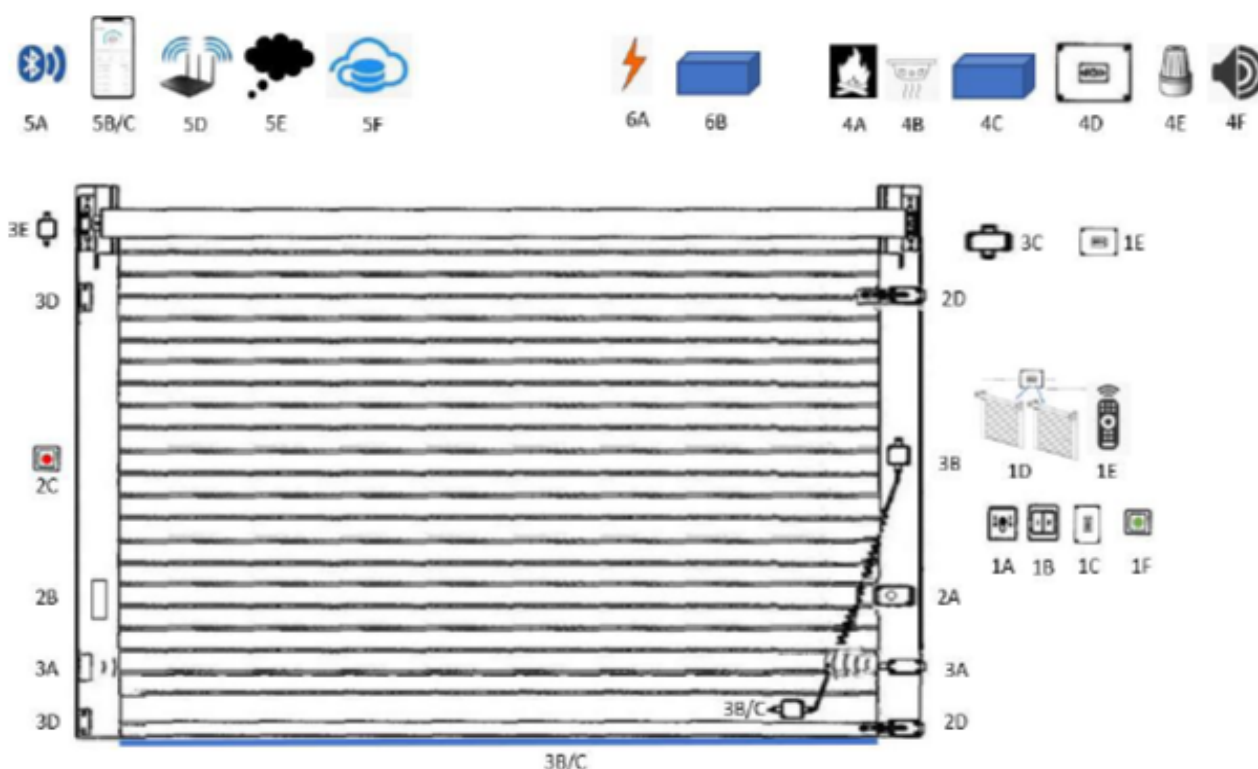 5A 5B/C 5D 5E 5F 6A 6B 4A 4B 4C 4D 4E 4F
3E 3C 1E
3D 2D
2C 3B
1D 1E
1A 1B 1C 1F
2B 2A
3A 3A
3B/C
3D 2D
3B/C